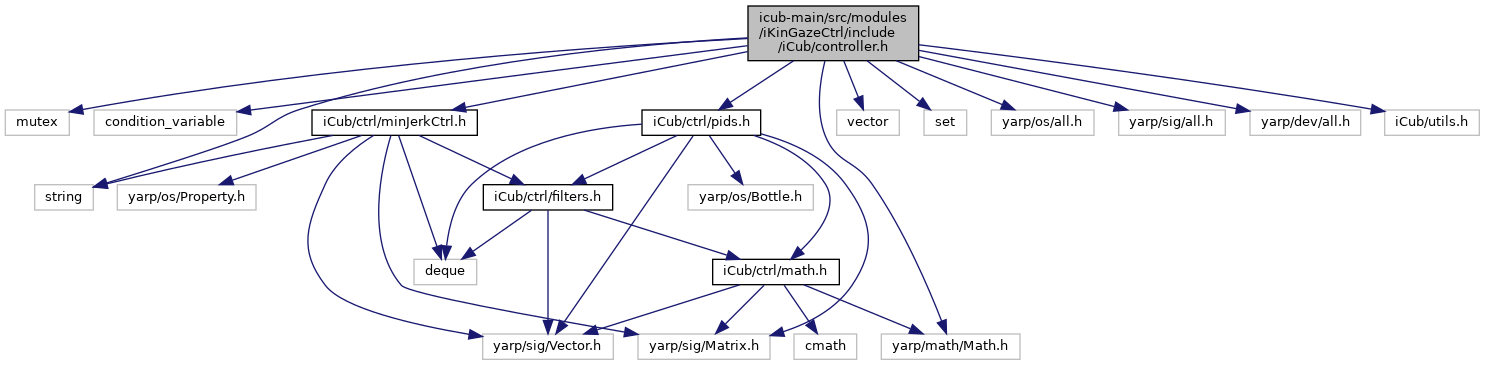 icub-main/src/modules
/iKinGazeCtrl/include
/iCub/controller.h
mutex
condition_variable
iCub/ctrl/minJerkCtrl.h
iCub/ctrl/pids.h
vector
set
yarp/os/all.h
yarp/sig/all.h
yarp/dev/all.h
iCub/utils.h
string
yarp/os/Property.h
iCub/ctrl/filters.h
yarp/os/Bottle.h
deque
iCub/ctrl/math.h
yarp/sig/Vector.h
yarp/sig/Matrix.h
cmath
yarp/math/Math.h